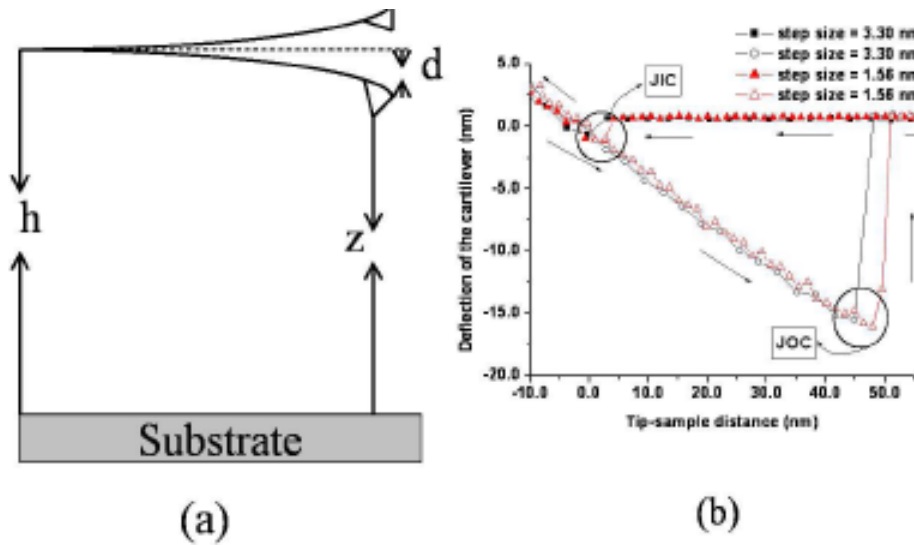 d
h
z
Substrate
(a)
step size = 3.30 nm
step size = 3.30 nm
step size = 1.56 nm
step size = 1.56 nm
JIC
JOC
5.0
0.0
-5.0
-10.0
-15.0
-20.0
Deflection of the cantilever (nm)
-10.0 0.0 10.0 20.0 30.0 40.0 50.0
Tip-sample distance (nm)
(b)